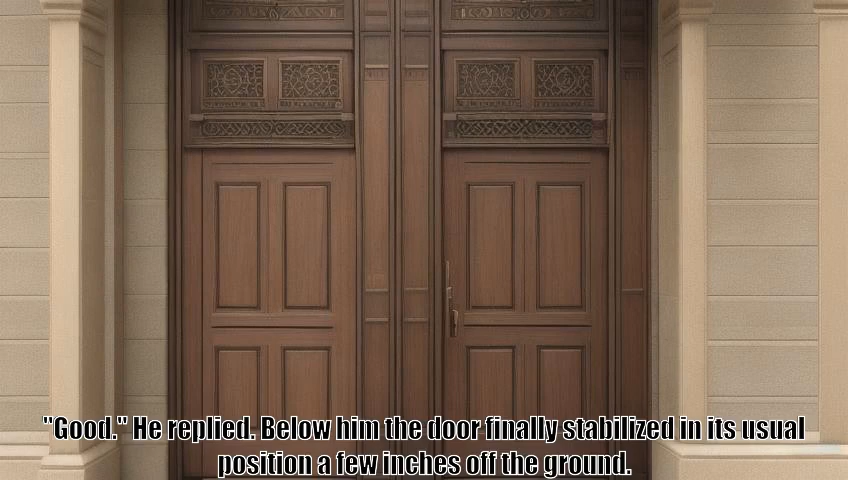 "Good." He replied. Below him the door finally stabilized in its usual
position a few inches off the ground.